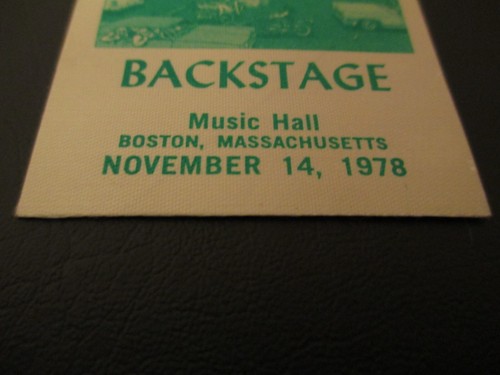 BACKSTAGE
Music Hall
BOSTON, MASSACHUSETTS
NOVEMBER 14, 1978